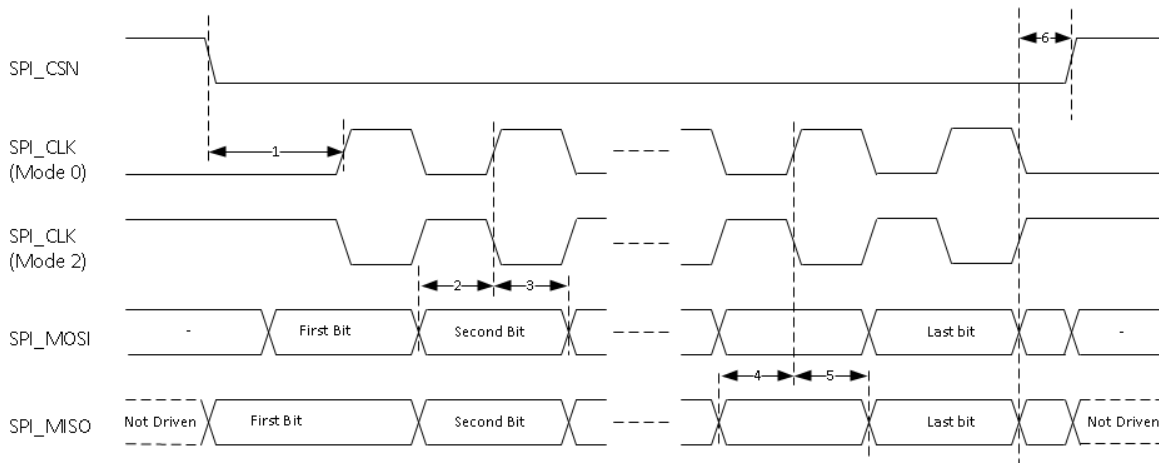 6
SPI_CSN
SPI_CLK
(Mode 0)
1
SPI_CLK
(Mode 2)
2 3
SPI_MOSI - First Bit Second Bit Last bit -
4 5
SPI_MISO Not Driven First Bit Second Bit Last bit Not Driven